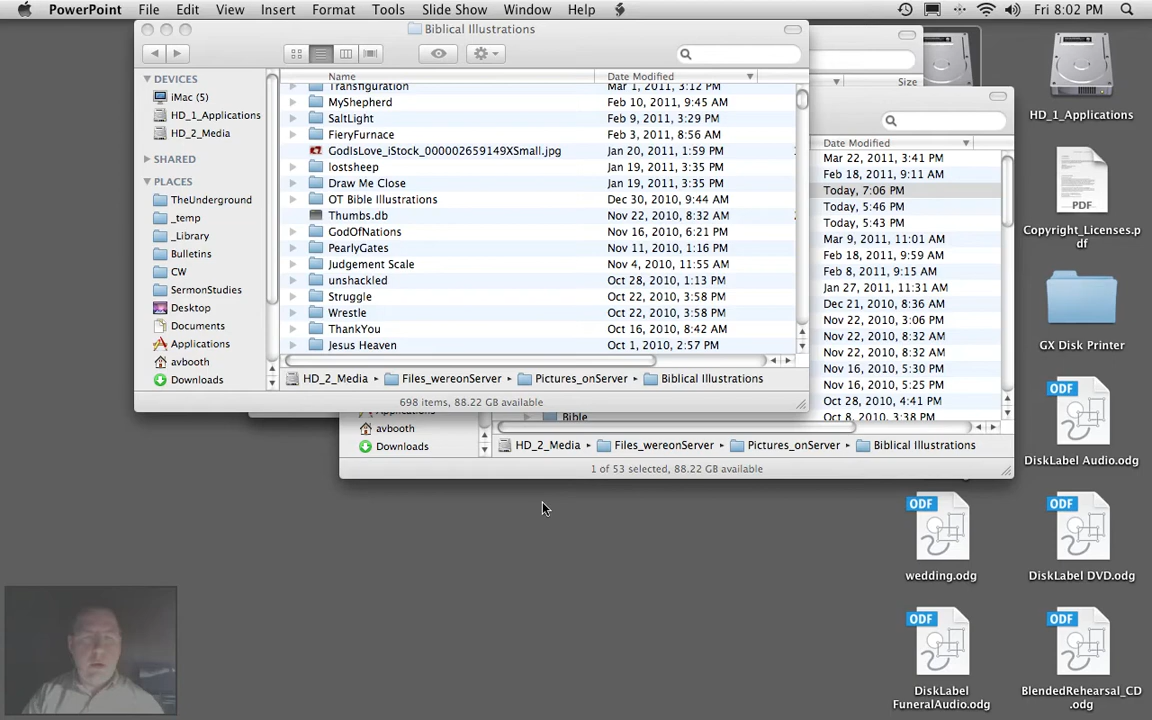 PowerPoint File Edit View Insert Format Tools Slide Show Window Help Fri 8:02 PM
Biblical Illustrations
Name Date Modified
DEVICES
iMac (5)
HD_1_Applications
HD_2_Media
SHARED
PLACES
TheUnderground
_temp
_Library
Bulletins
CW
SermonStudies
Desktop
Documents
Applications
avbooth
Downloads
Transfiguration Mar 1, 2011, 3:12 PM
MyShepherd Feb 10, 2011, 9:45 AM
SaltLight Feb 9, 2011, 3:29 PM
FieryFurnace Feb 3, 2011, 8:56 AM
GodIsLove_iStock_000002659149XSmall.jpg Jan 20, 2011, 1:59 PM
lostsheep Jan 19, 2011, 3:35 PM
Draw Me Close Jan 19, 2011, 3:35 PM
OT Bible Illustrations Dec 30, 2010, 9:44 AM
Thumbs.db Nov 22, 2010, 8:32 AM
GodOfNations Nov 16, 2010, 6:21 PM
PearlyGates Nov 11, 2010, 1:16 PM
Judgement Scale Nov 4, 2010, 11:55 AM
unshackled Oct 28, 2010, 1:13 PM
Struggle Oct 22, 2010, 3:58 PM
Wrestle Oct 22, 2010, 3:58 PM
ThankYou Oct 16, 2010, 8:42 AM
Jesus Heaven Oct 1, 2010, 2:57 PM
HD_2_Media Files_wereonServer Pictures_onServer Biblical Illustrations
698 items, 88.22 GB available
Size
Date Modified
Mar 22, 2011, 3:41 PM
Feb 18, 2011, 9:11 AM
Today, 7:06 PM
Today, 5:46 PM
Today, 5:43 PM
Mar 9, 2011, 11:01 AM
Feb 18, 2011, 9:59 AM
Feb 8, 2011, 9:15 AM
Jan 27, 2011, 11:31 AM
Dec 21, 2010, 8:36 AM
Nov 22, 2010, 3:06 PM
Nov 22, 2010, 8:32 AM
Nov 22, 2010, 8:32 AM
Nov 16, 2010, 5:30 PM
Nov 16, 2010, 5:25 PM
Oct 28, 2010, 4:41 PM
Bible Oct 8, 2010, 3:38 PM
Applications
avbooth
Downloads
HD_2_Media Files_wereonServer Pictures_onServer Biblical Illustrations
1 of 53 selected, 88.22 GB available
HD_1_Applications
PDF
Copyright_Licenses.p
df
GX Disk Printer
ODF
DiskLabel Audio.odg
ODF
wedding.odg
ODF
DiskLabel DVD.odg
ODF
DiskLabel
FuneralAudio.odg
ODF
BlendedRehearsal_CD
.odg